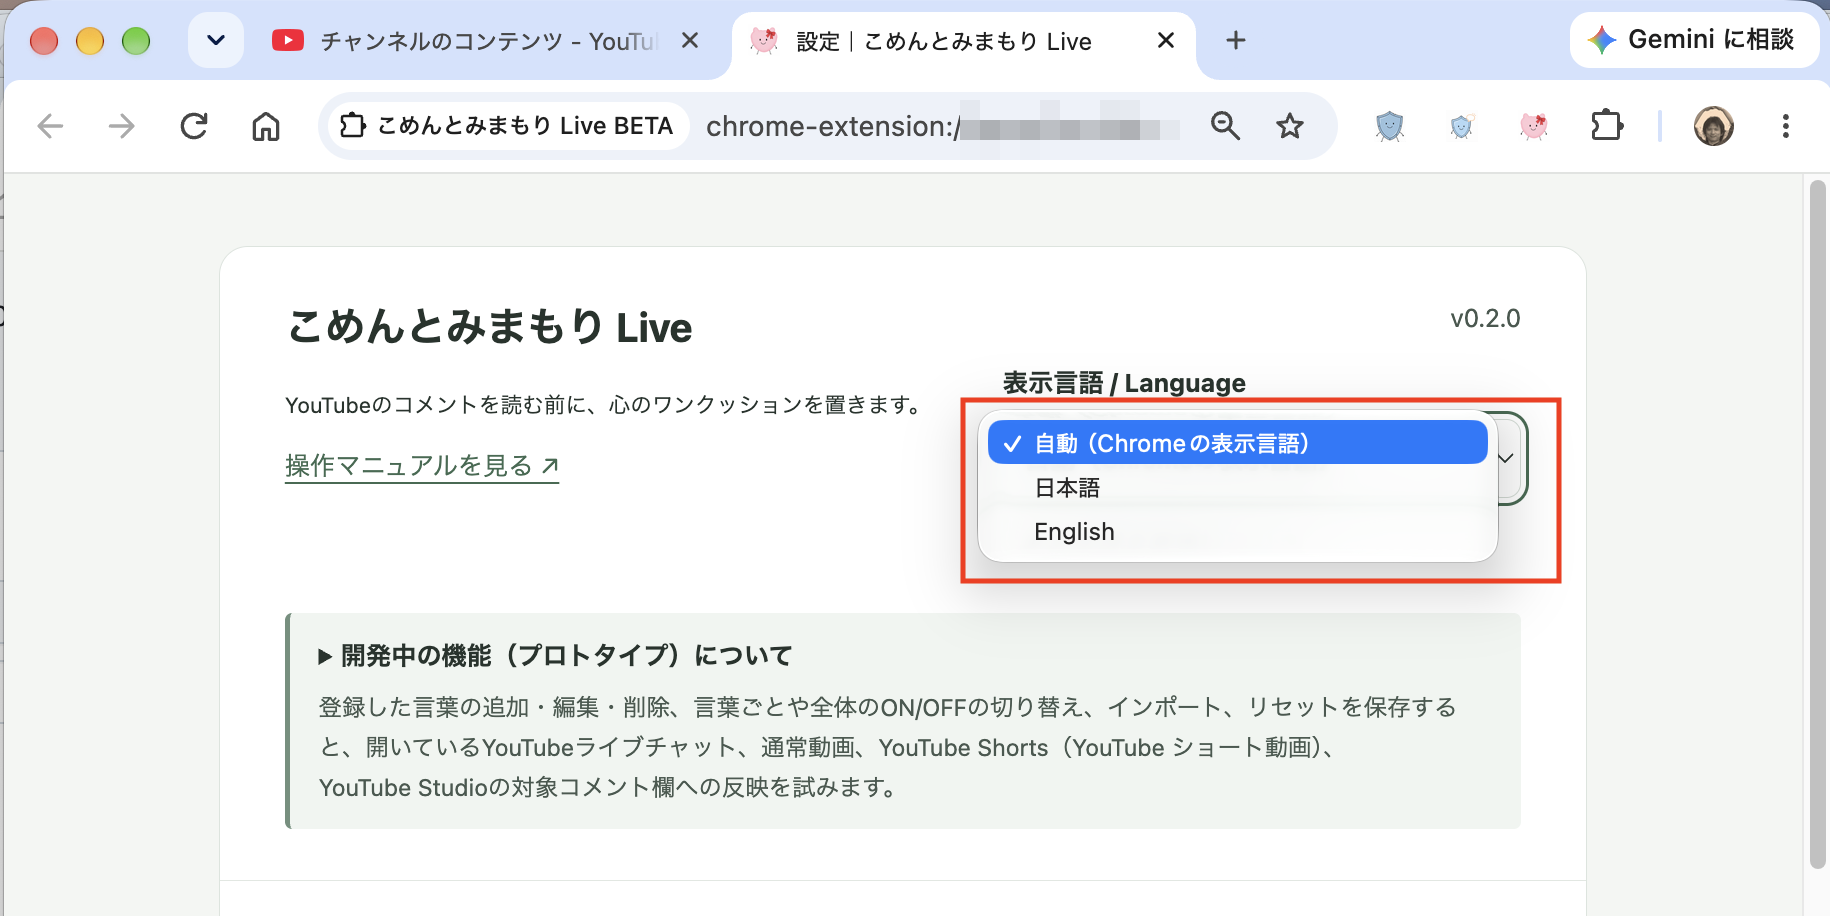 チャンネルのコンテンツ - YouTu
設定｜こめんとみまもり Live
Gemini に相談
こめんとみまもり Live BETA
chrome-extension:/
こめんとみまもり Live
v0.2.0
YouTubeのコメントを読む前に、心のワンクッションを置きます。
操作マニュアルを見る ↗
表示言語 / Language
✓ 自動（Chromeの表示言語）
日本語
English
▶ 開発中の機能（プロトタイプ）について
登録した言葉の追加・編集・削除、言葉ごとや全体のON/OFFの切り替え、インポート、リセットを保存する
と、開いているYouTubeライブチャット、通常動画、YouTube Shorts（YouTube ショート動画）、
YouTube Studioの対象コメント欄への反映を試みます。